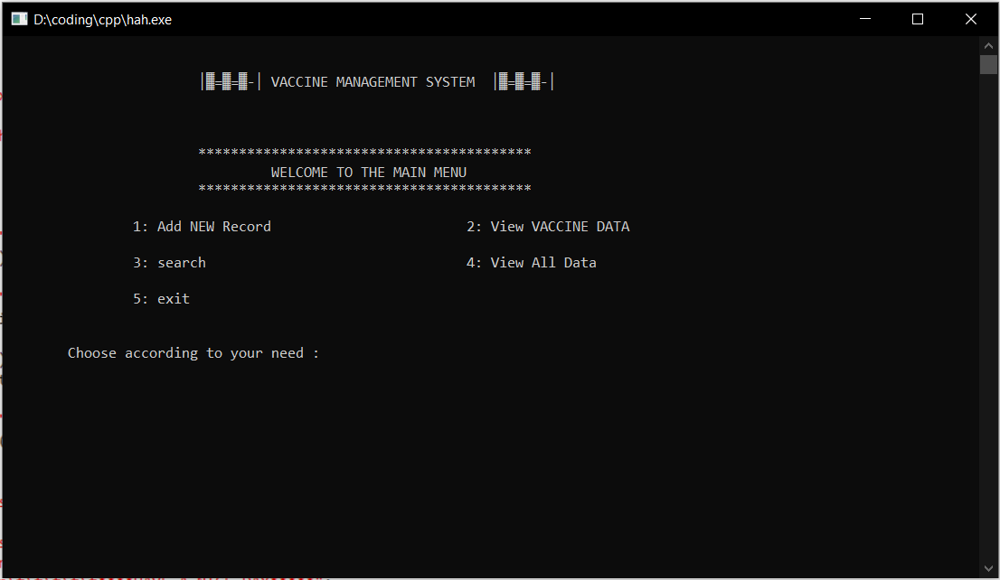 D:\coding\cpp\hah.exe
|▓=▓=▓-| VACCINE MANAGEMENT SYSTEM |▓=▓=▓-|
*****************************************
WELCOME TO THE MAIN MENU
*****************************************
1: Add NEW Record 2: View VACCINE DATA
3: search 4: View All Data
5: exit
Choose according to your need :